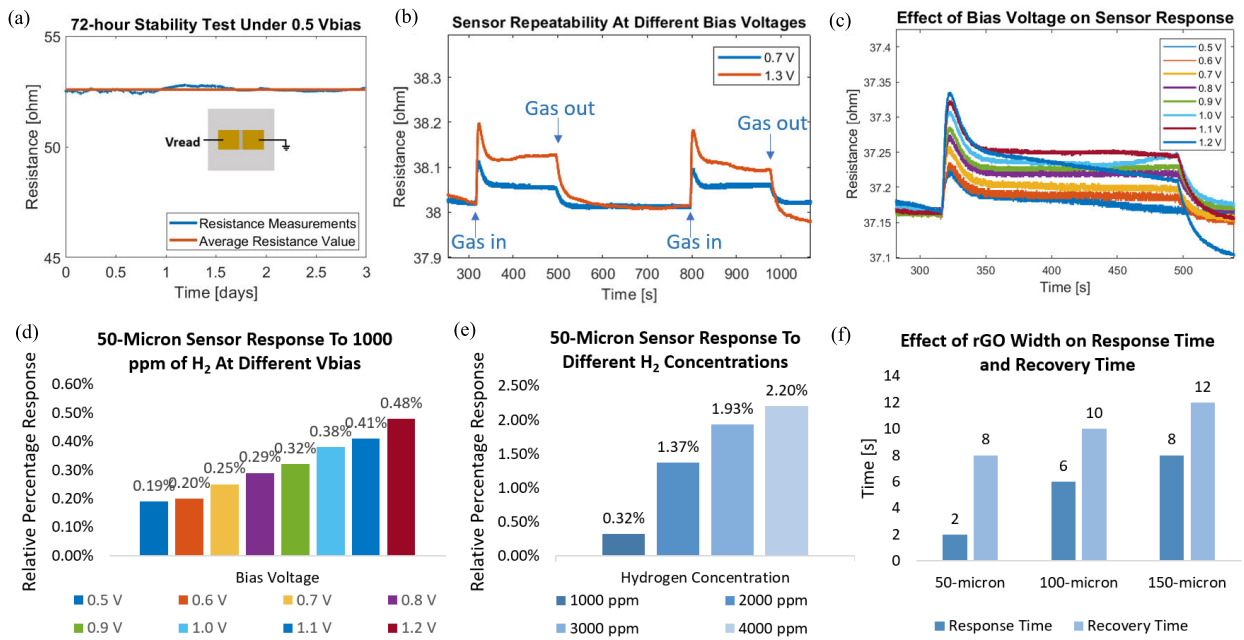 (a)
72-hour Stability Test Under 0.5 Vbias
55
50
45
Resistance [ohm]
Vread
Resistance Measurements
Average Resistance Value
0
0.5
1
1.5
2
2.5
3
Time [days]
(b)
Sensor Repeatability At Different Bias Voltages
38.3
38.2
38.1
38
37.9
Resistance [ohm]
0.7 V
1.3 V
Gas out
Gas out
Gas in
Gas in
300
400
500
600
700
800
900
1000
Time [s]
(c)
Effect of Bias Voltage on Sensor Response
37.4
37.35
37.3
37.25
37.2
37.15
37.1
Resistance [ohm]
0.5 V
0.6 V
0.7 V
0.8 V
0.9 V
1.0 V
1.1 V
1.2 V
300
350
400
450
500
Time [s]
(d)
50-Micron Sensor Response To 1000
ppm of H2 At Different Vbias
Relative Percentage Response
0.60%
0.50%
0.40%
0.30%
0.20%
0.10%
0.00%
0.19%
0.20%
0.25%
0.29%
0.32%
0.38%
0.41%
0.48%
Bias Voltage
0.5 V
0.6 V
0.7 V
0.8 V
0.9 V
1.0 V
1.1 V
1.2 V
(e)
50-Micron Sensor Response To
Different H2 Concentrations
Relative Percentage Response
2.50%
2.00%
1.50%
1.00%
0.50%
0.00%
0.32%
1.37%
1.93%
2.20%
Hydrogen Concentration
1000 ppm
2000 ppm
3000 ppm
4000 ppm
(f)
Effect of rGO Width on Response Time
and Recovery Time
Time [s]
14
12
10
8
6
4
2
0
2
8
6
10
8
12
50-micron
100-micron
150-micron
Response Time
Recovery Time